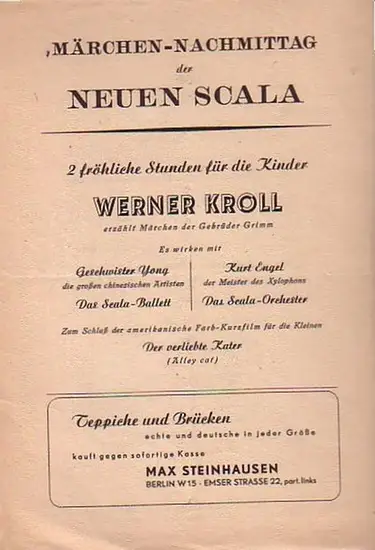 ‚MÄRCHEN-NACHMITTAG
der
NEUEN SCALA
2 fröhliche Stunden für die Kinder
WERNER KROLL
erzählt Märchen der Gebrüder Grimm
Es wirken mit
Geschwister Yong
die großen chinesischen Artisten
Das Scala-Ballett
Kurt Engel
der Meister des Xylophons
Das Scala-Orchester
Zum Schluß der amerikanische Farb-Kurzfilm für die Kleinen
Der verliebte Kater
(Alley cat)
Teppiche und Brücken
echte und deutsche in jeder Größe
kauft gegen sofortige Kasse
MAX STEINHAUSEN
BERLIN W 15 · EMSER STRASSE 22, part. links